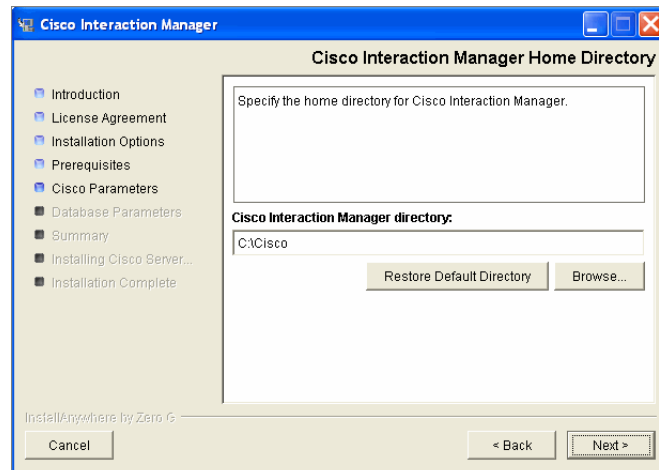 Cisco Interaction Manager
Cisco Interaction Manager Home Directory
Introduction
License Agreement
Installation Options
Prerequisites
Cisco Parameters
Database Parameters
Summary
Installing Cisco Server...
Installation Complete
Specify the home directory for Cisco Interaction Manager.
Cisco Interaction Manager directory:
C:\Cisco
Restore Default Directory
Browse...
InstallAnywhere by Zero G
Cancel
< Back
Next >